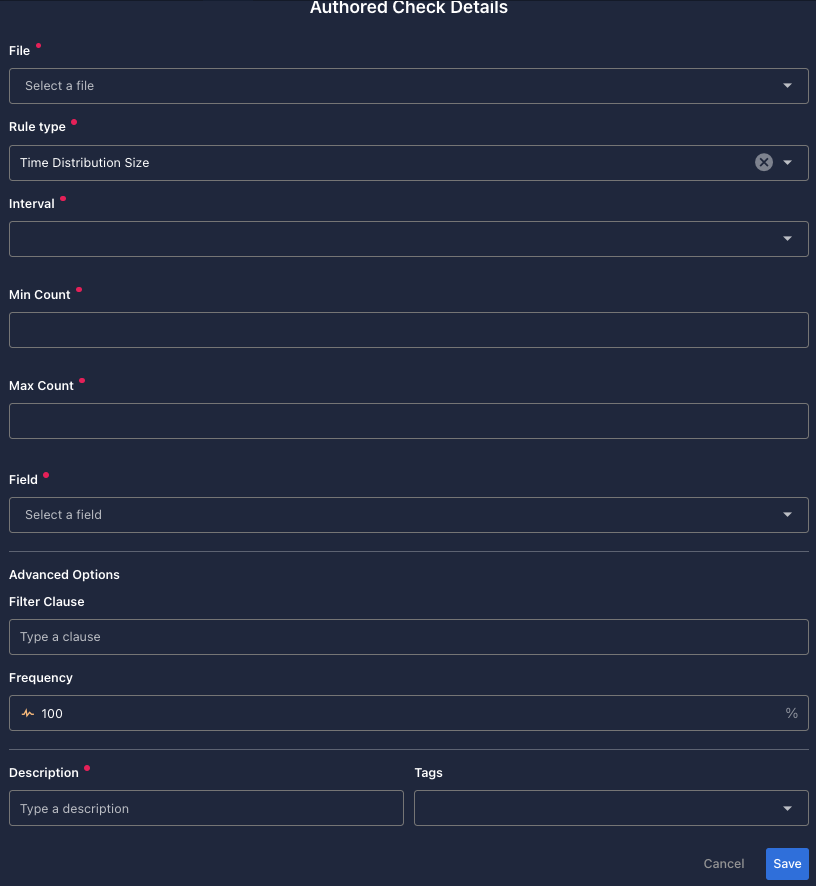 Authored Check Details
File
Select a file
Rule type
Time Distribution Size
Interval
Min Count
Max Count
Field
Select a field
Advanced Options
Filter Clause
Type a clause
Frequency
100 %
Description Tags
Type a description
Cancel Save